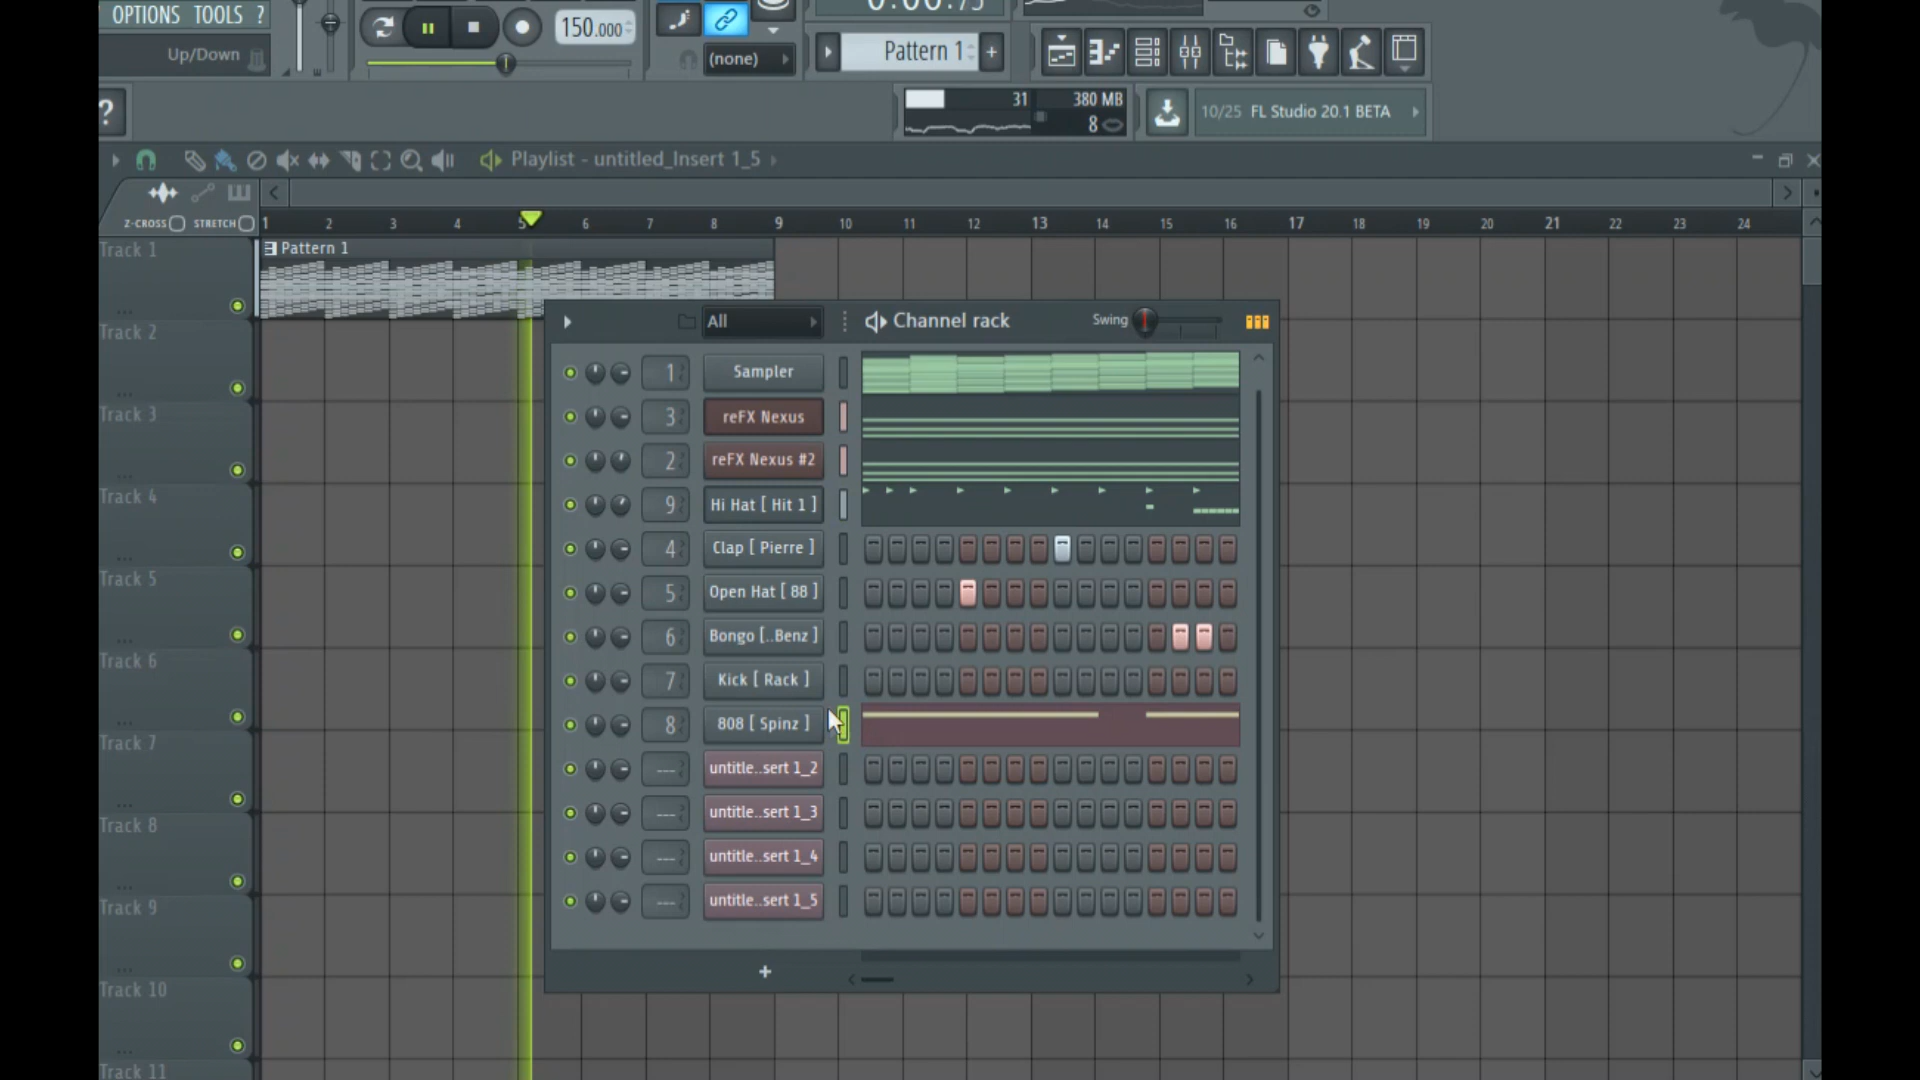 OPTIONS TOOLS ?
Up/Down
150.000
(none)
Pattern 1
+
?
31
380 MB
8
10/25 FL Studio 20.1 BETA
Playlist - untitled_Insert 1_5
Z-CROSS
STRETCH
1 2 3 4 5 6 7 8 9 10 11 12 13 14 15 16 17 18 19 20 21 22 23 24
Track 1
Pattern 1
Track 2
Track 3
Track 4
Track 5
Track 6
Track 7
Track 8
Track 9
Track 10
Track 11
All
Channel rack
Swing
1 Sampler
3 reFX Nexus
2 reFX Nexus #2
9 Hi Hat [ Hit 1 ]
4 Clap [ Pierre ]
5 Open Hat [ 88 ]
6 Bongo [..Benz ]
7 Kick [ Rack ]
8 808 [ Spinz ]
--- untitle..sert 1_2
--- untitle..sert 1_3
--- untitle..sert 1_4
--- untitle..sert 1_5
+